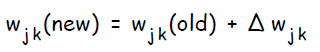 w_jk(new) = w_jk(old) + Δ w_jk